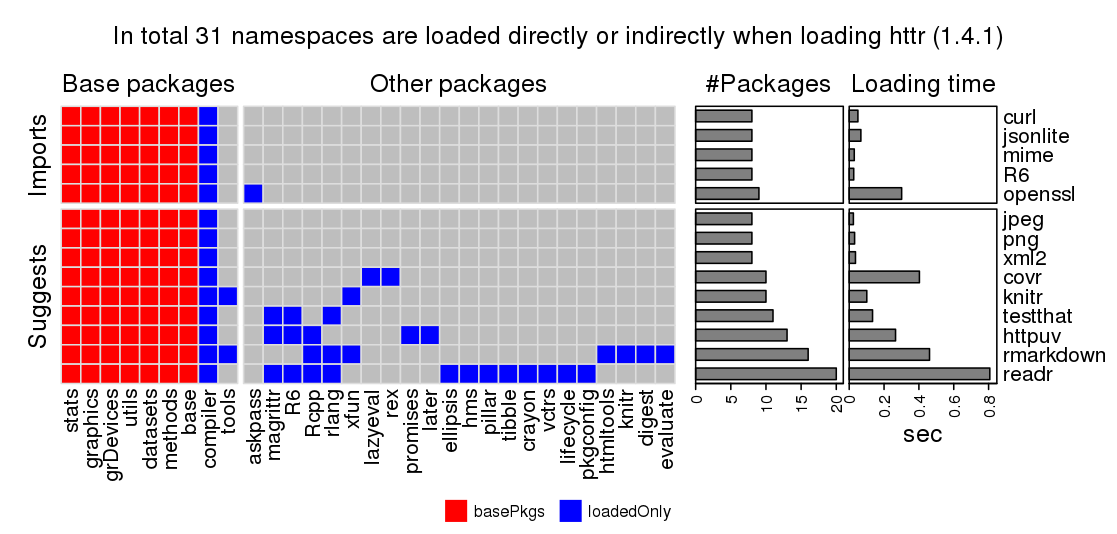 In total 31 namespaces are loaded directly or indirectly when loading httr (1.4.1)
Base packages
Other packages
#Packages
Loading time
Imports
curl
jsonlite
mime
R6
openssl
Suggests
jpeg
png
xml2
covr
knitr
testthat
httpuv
rmarkdown
readr
stats
graphics
grDevices
utils
datasets
methods
base
compiler
tools
askpass
magrittr
R6
Rcpp
rlang
xfun
lazyeval
rex
promises
later
ellipsis
hms
pillar
tibble
crayon
vctrs
lifecycle
pkgconfig
htmltools
knitr
digest
evaluate
0
5
10
15
20
0
0.2
0.4
0.6
0.8
sec
basePkgs
loadedOnly